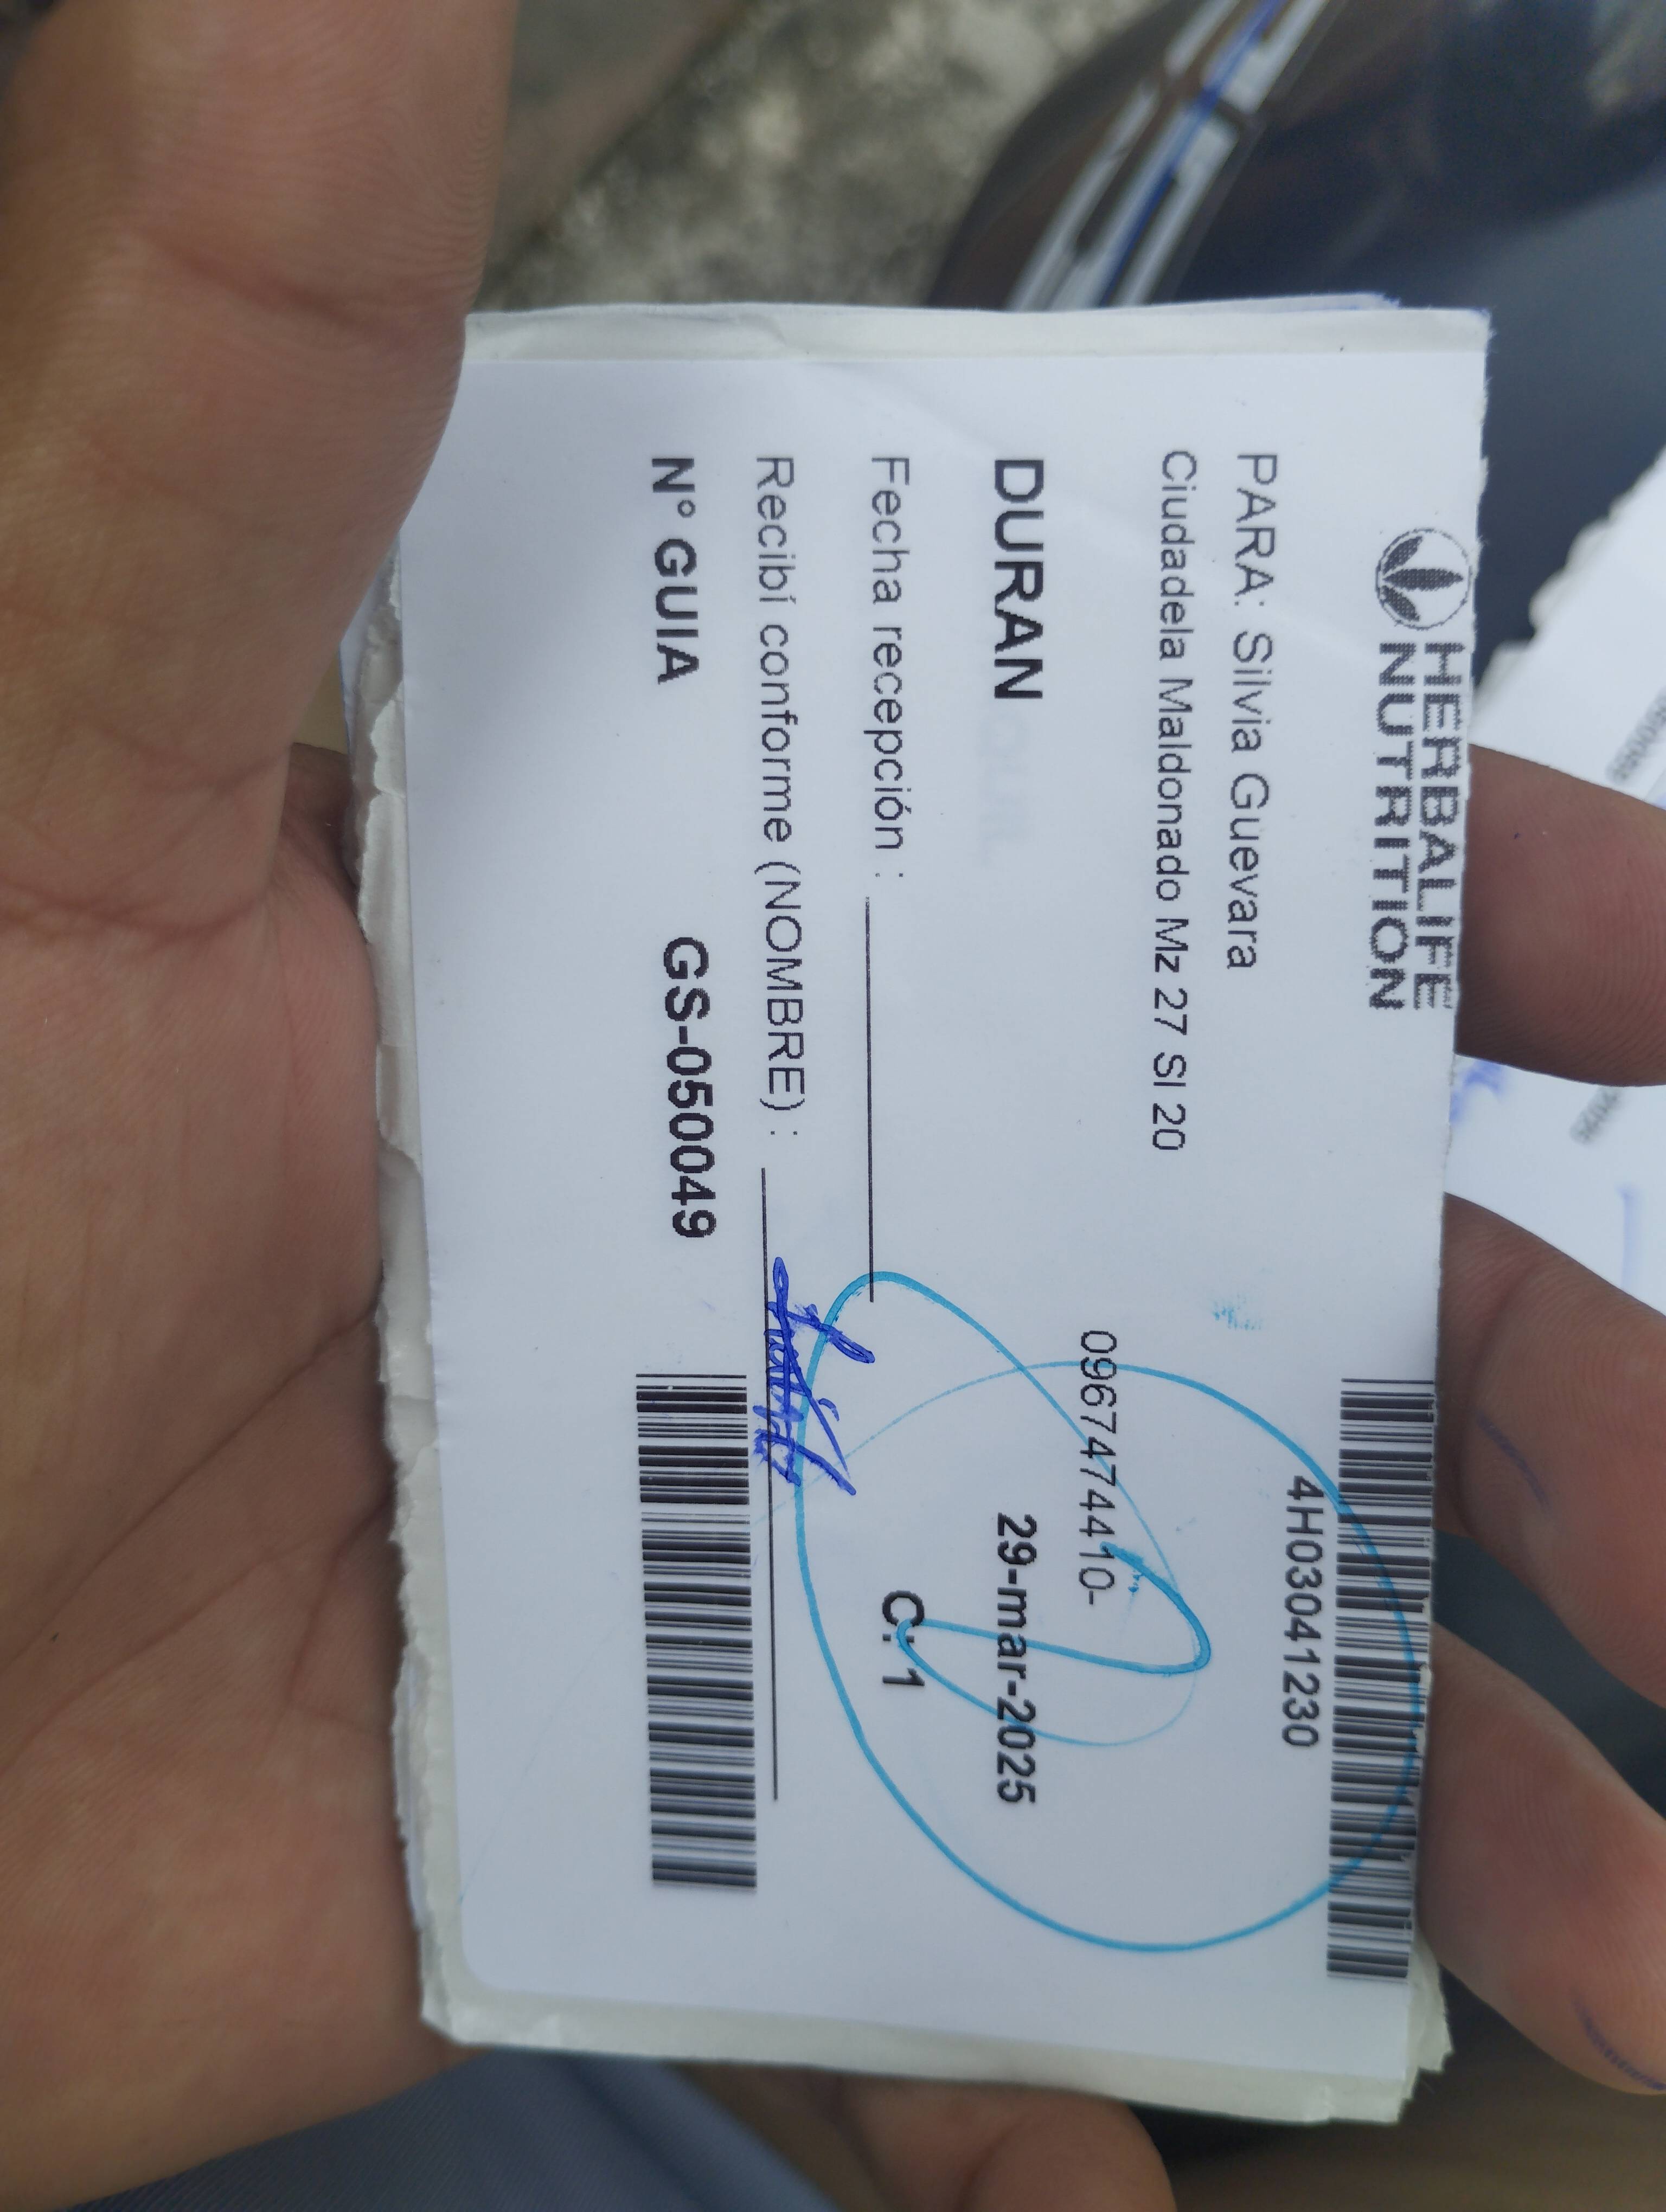 HERBALIFE
NUTRITION
4H03041230
PARA: Silvia Guevara
Ciudadela Maldonado Mz 27 Sl 20
0967474410-
DURAN
29-mar-2025
Fecha recepción :
C: 1
Recibí conforme (NOMBRE) :
N° GUIA GS-050049